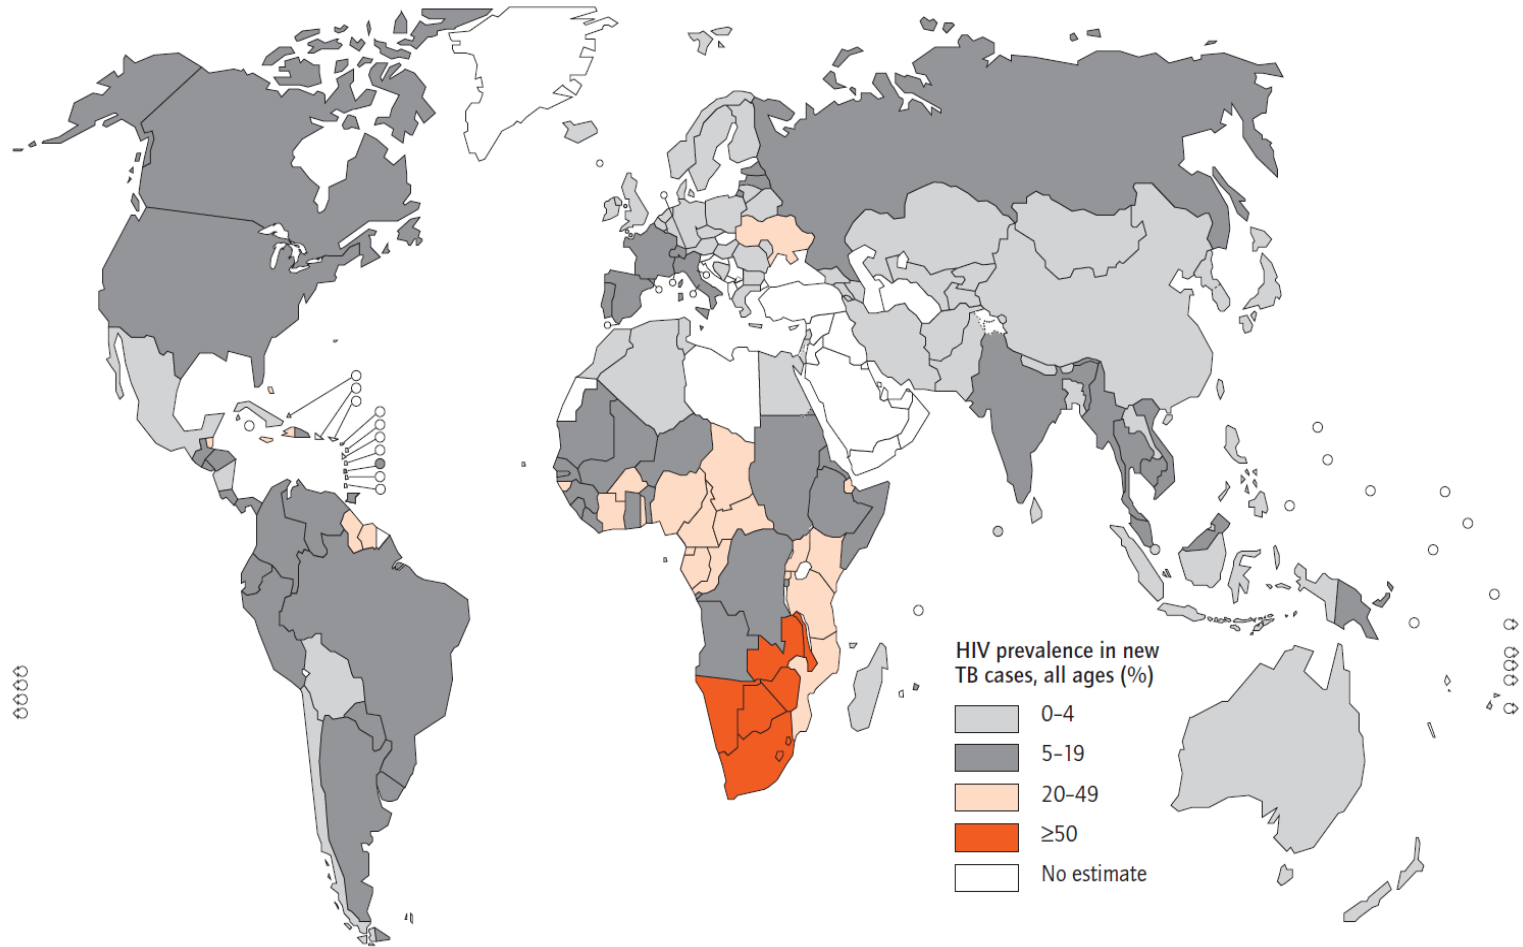 HIV prevalence in new
TB cases, all ages (%)
0–4
5–19
20–49
≥50
No estimate